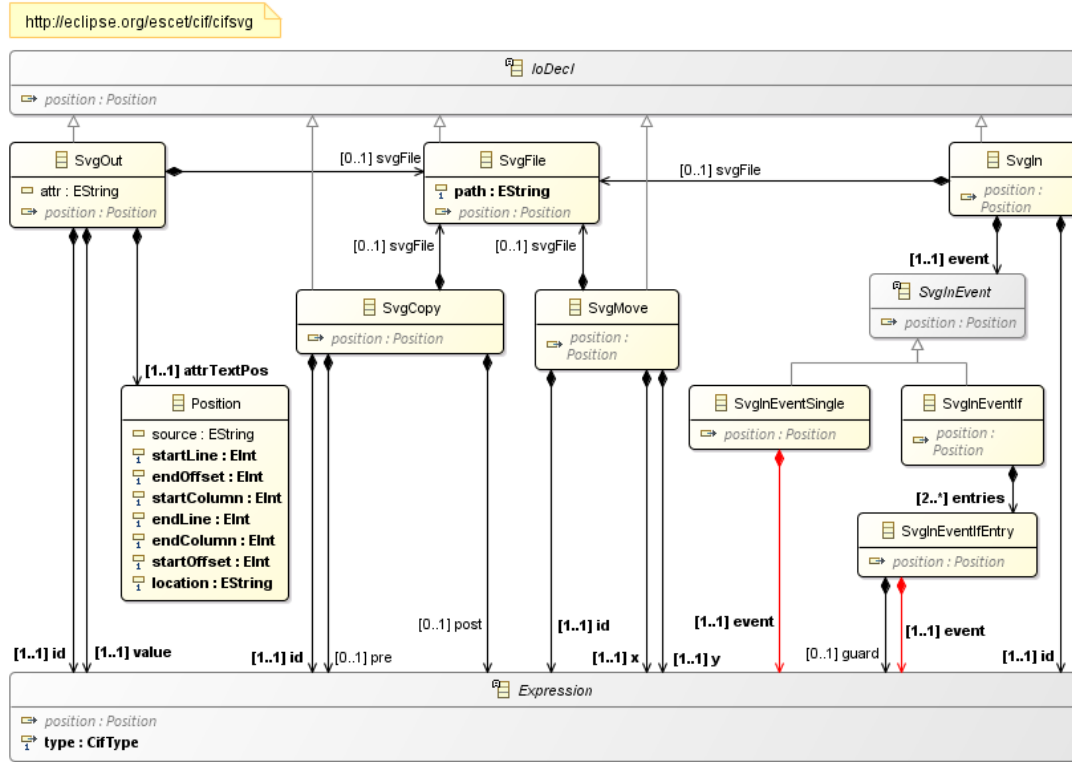 http://eclipse.org/escet/cif/cifsvg
IoDecl
position : Position
SvgOut
attr : EString
position : Position
[0..1] svgFile
SvgFile
path : EString
position : Position
[0..1] svgFile
SvgIn
position :
Position
[0..1] svgFile
[0..1] svgFile
[1..1] event
SvgInEvent
position : Position
SvgCopy
position : Position
SvgMove
position :
Position
[1..1] attrTextPos
Position
source : EString
startLine : EInt
endOffset : EInt
startColumn : EInt
endLine : EInt
endColumn : EInt
startOffset : EInt
location : EString
SvgInEventSingle
position : Position
SvgInEventIf
position :
Position
[2..*] entries
SvgInEventIfEntry
position : Position
[1..1] id
[1..1] value
[1..1] id
[0..1] pre
[0..1] post
[1..1] id
[1..1] x
[1..1] y
[1..1] event
[0..1] guard
[1..1] event
[1..1] id
Expression
position : Position
type : CifType